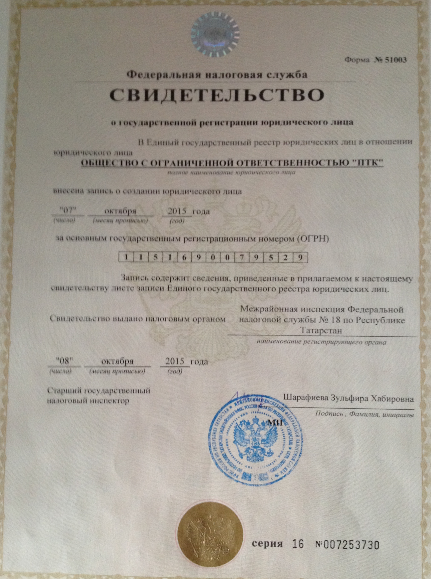 Форма № 51003
Федеральная налоговая служба
СВИДЕТЕЛЬСТВО
о государственной регистрации юридического лица
В Единый государственный реестр юридических лиц в отношении
юридического лица
ОБЩЕСТВО С ОГРАНИЧЕННОЙ ОТВЕТСТВЕННОСТЬЮ "ПТК"
полное наименование юридического лица
внесена запись о создании юридического лица
"07" октября 2015 года
(число) (месяц прописью) (год)
за основным государственным регистрационным номером (ОГРН)
1 1 5 1 6 9 0 0 7 9 5 2 9
Запись содержит сведения, приведенные в прилагаемом к настоящему
свидетельству листе записи Единого государственного реестра юридических лиц.
Свидетельство выдано налоговым органом
Межрайонная инспекция Федеральной
налоговой службы № 18 по Республике
Татарстан
наименование регистрирующего органа
"08" октября 2015 года
(число) (месяц прописью) (год)
Старший государственный
налоговый инспектор
Шарафиева Зульфира Хабировна
Подпись, Фамилия, инициалы
серия 16 №007253730